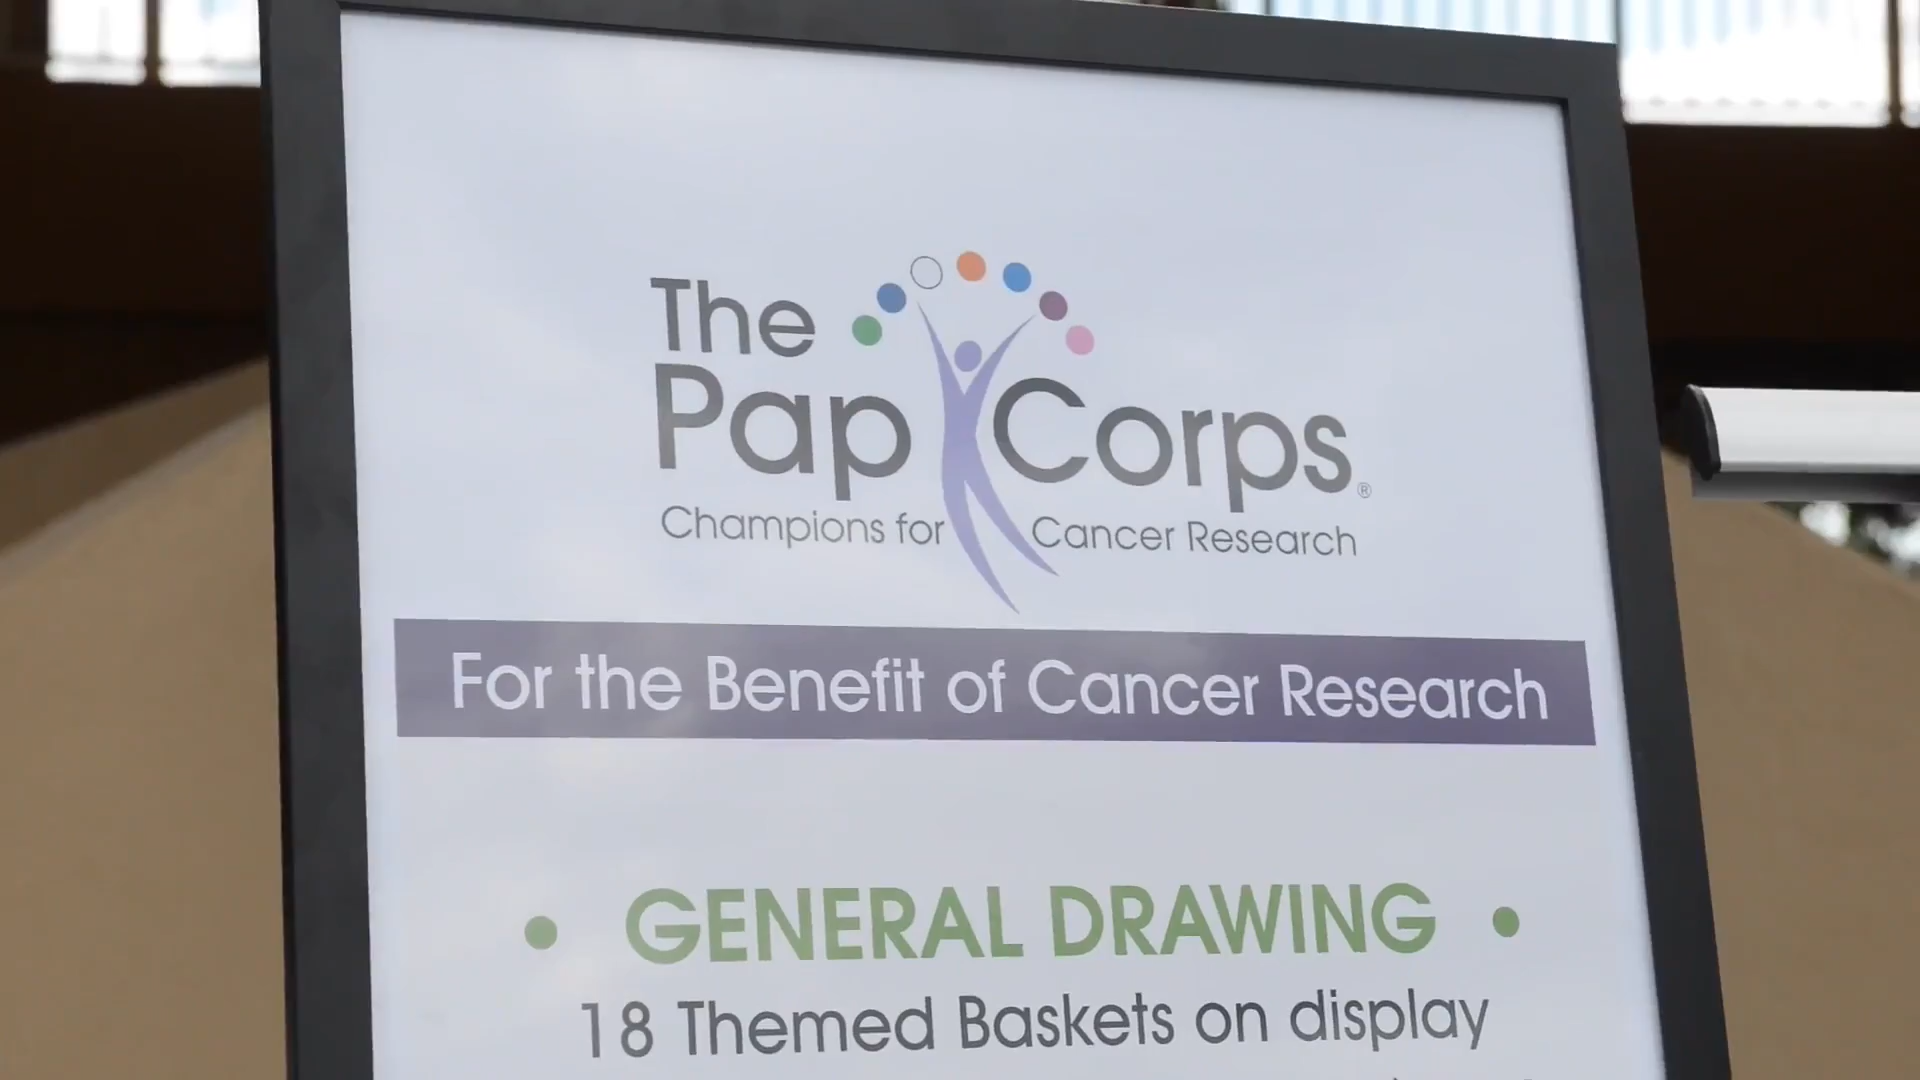 The
Pap Corps®
Champions for Cancer Research
For the Benefit of Cancer Research
• GENERAL DRAWING •
18 Themed Baskets on display